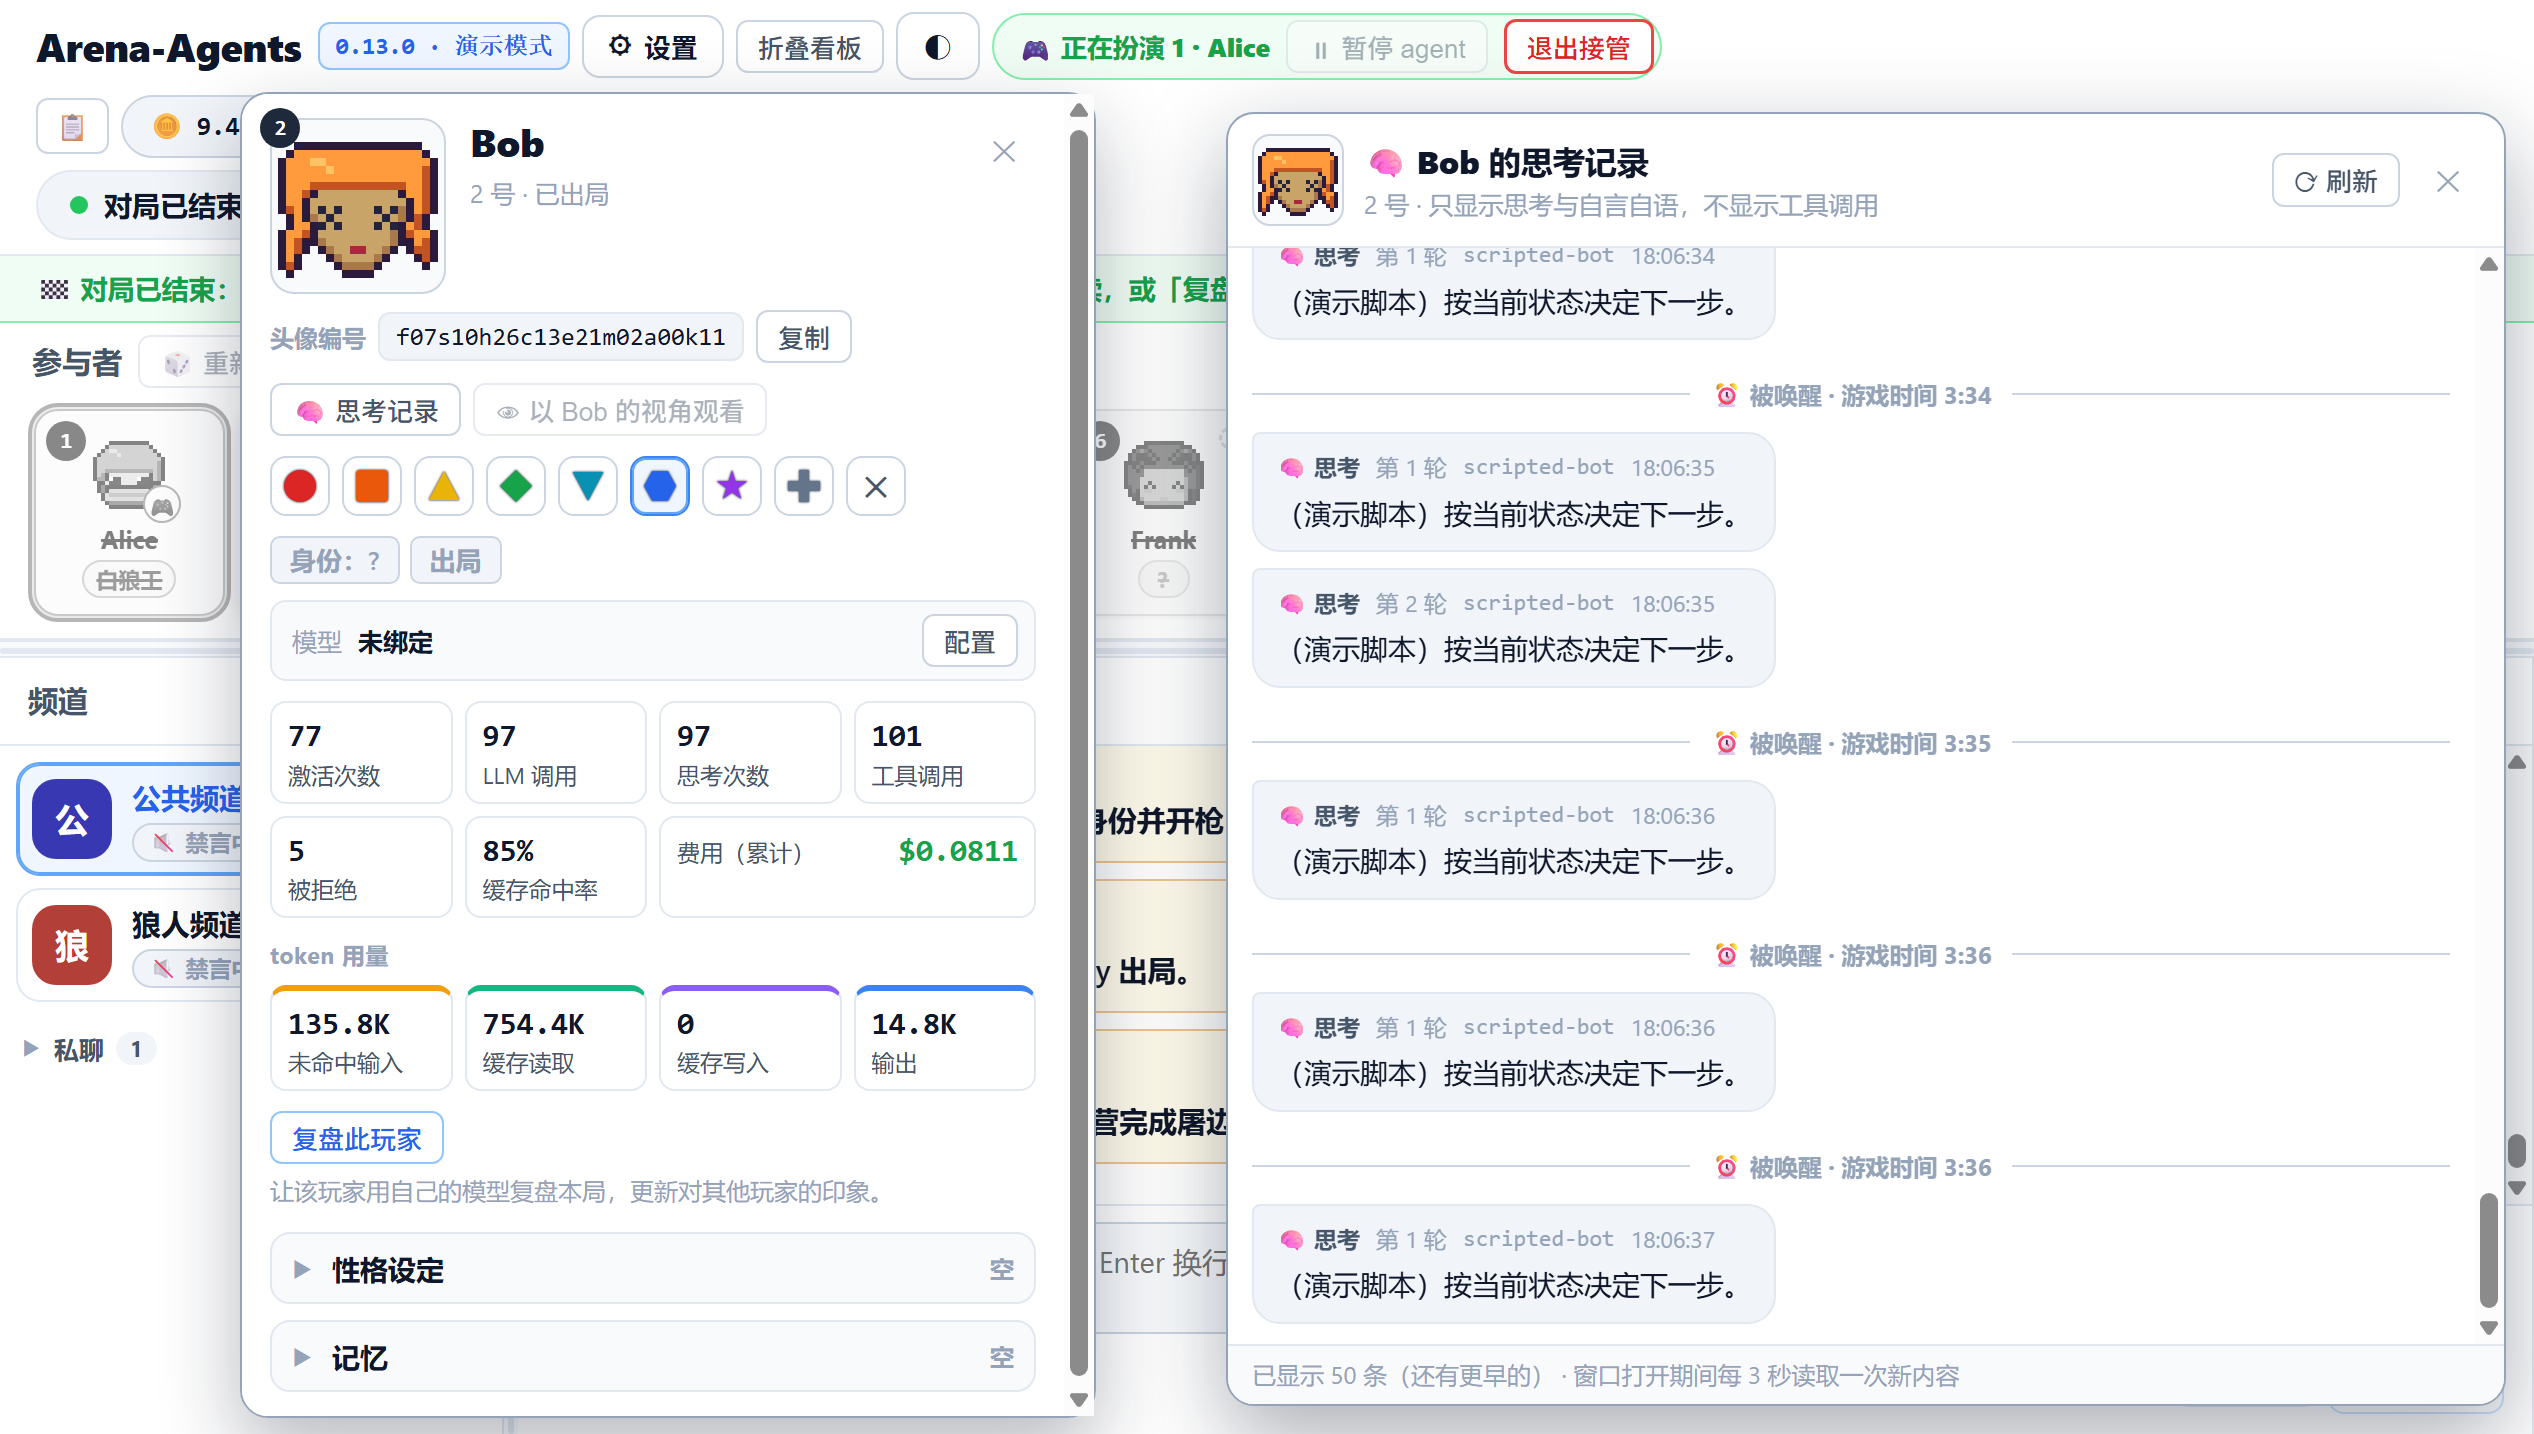 Arena-Agents
0.13.0 · 演示模式
设置
折叠看板
正在扮演 1 · Alice
暂停 agent
退出接管
9.4
对局已结束
对局已结束：
或「复盘
参与者
重新
1
Alice
白狼王
6
Frank
?
频道
公
公共频道
禁言中
狼
狼人频道
禁言中
私聊 1
2
Bob
2 号 · 已出局
头像编号 f07s10h26c13e21m02a00k11 复制
思考记录
以 Bob 的视角观看
身份：? 出局
模型 未绑定 配置
77 激活次数
97 LLM 调用
97 思考次数
101 工具调用
5 被拒绝
85% 缓存命中率
费用（累计） $0.0811
token 用量
135.8K 未命中输入
754.4K 缓存读取
0 缓存写入
14.8K 输出
复盘此玩家
让该玩家用自己的模型复盘本局，更新对其他玩家的印象。
性格设定 空
记忆 空
身份并开枪
y 出局。
营完成屠边
Enter 换行
Bob 的思考记录
2 号 · 只显示思考与自言自语，不显示工具调用
刷新
思考 第 1 轮 scripted-bot 18:06:34
（演示脚本）按当前状态决定下一步。
被唤醒 · 游戏时间 3:34
思考 第 1 轮 scripted-bot 18:06:35
（演示脚本）按当前状态决定下一步。
思考 第 2 轮 scripted-bot 18:06:35
（演示脚本）按当前状态决定下一步。
被唤醒 · 游戏时间 3:35
思考 第 1 轮 scripted-bot 18:06:36
（演示脚本）按当前状态决定下一步。
被唤醒 · 游戏时间 3:36
思考 第 1 轮 scripted-bot 18:06:36
（演示脚本）按当前状态决定下一步。
被唤醒 · 游戏时间 3:36
思考 第 1 轮 scripted-bot 18:06:37
（演示脚本）按当前状态决定下一步。
已显示 50 条（还有更早的） · 窗口打开期间每 3 秒读取一次新内容